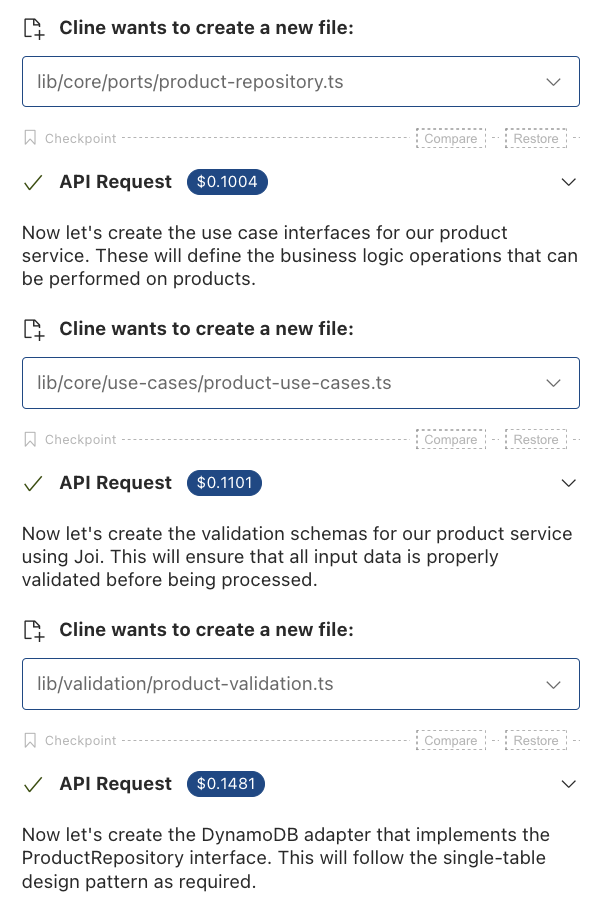 Cline wants to create a new file:
lib/core/ports/product-repository.ts
Checkpoint Compare Restore
API Request $0.1004
Now let's create the use case interfaces for our product
service. These will define the business logic operations that can
be performed on products.
Cline wants to create a new file:
lib/core/use-cases/product-use-cases.ts
Checkpoint Compare Restore
API Request $0.1101
Now let's create the validation schemas for our product service
using Joi. This will ensure that all input data is properly
validated before being processed.
Cline wants to create a new file:
lib/validation/product-validation.ts
Checkpoint Compare Restore
API Request $0.1481
Now let's create the DynamoDB adapter that implements the
ProductRepository interface. This will follow the single-table
design pattern as required.